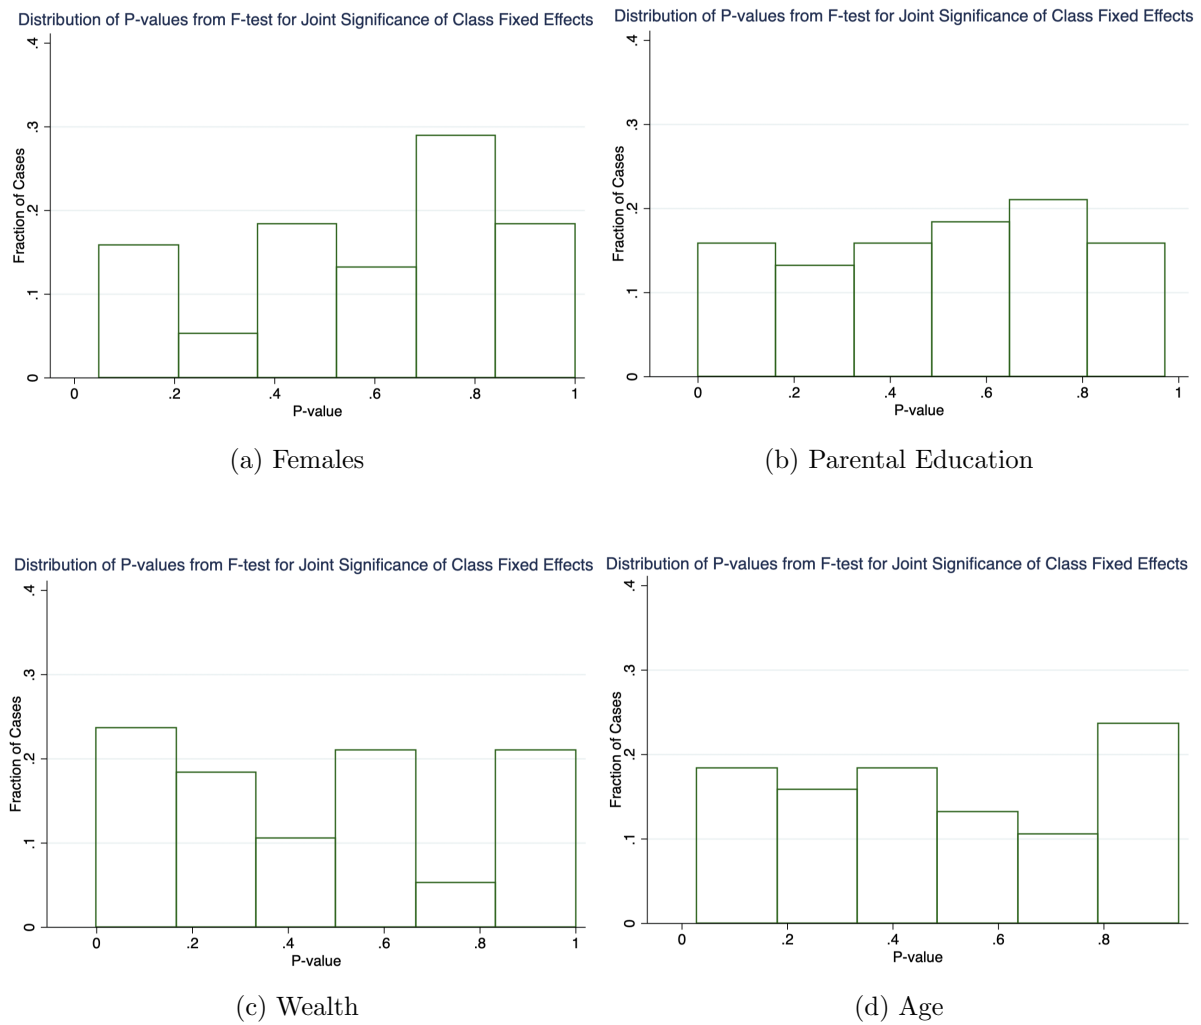 Distribution of P-values from F-test for Joint Significance of Class Fixed Effects
.4
.3
.2
.1
0
Fraction of Cases
0 .2 .4 .6 .8 1
P-value
(a) Females
Distribution of P-values from F-test for Joint Significance of Class Fixed Effects
.4
.3
.2
.1
0
Fraction of Cases
0 .2 .4 .6 .8 1
P-value
(b) Parental Education
Distribution of P-values from F-test for Joint Significance of Class Fixed Effects
.4
.3
.2
.1
0
Fraction of Cases
0 .2 .4 .6 .8 1
P-value
(c) Wealth
Distribution of P-values from F-test for Joint Significance of Class Fixed Effects
.4
.3
.2
.1
0
Fraction of Cases
0 .2 .4 .6 .8
P-value
(d) Age